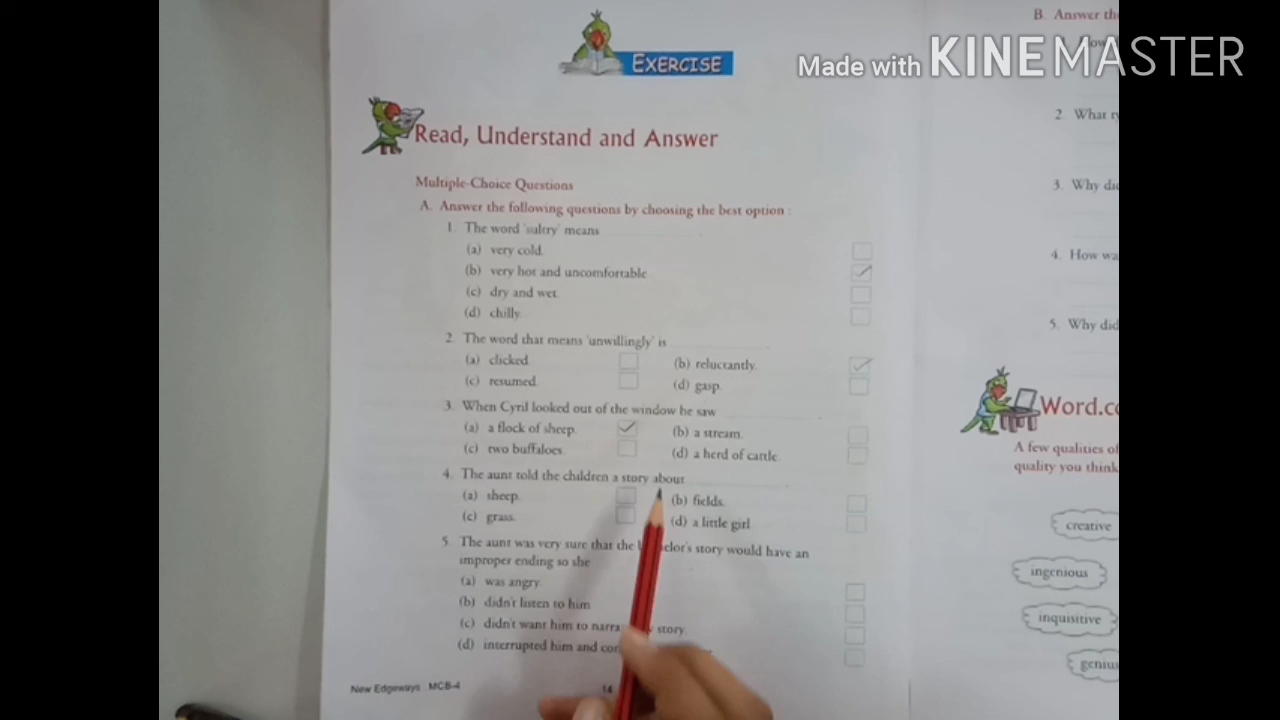 Made with KINEMASTER
EXERCISE
Read, Understand and Answer
Multiple-Choice Questions
A. Answer the following questions by choosing the best option :
1. The word 'sultry' means
(a) very cold.
(b) very hot and uncomfortable
(c) dry and wet.
(d) chilly.
2. The word that means 'unwillingly' is
(a) clicked.
(b) reluctantly.
(c) resumed.
(d) gasp.
3. When Cyril looked out of the window he saw
(a) a flock of sheep.
(b) a stream.
(c) two buffaloes.
(d) a herd of cattle.
4. The aunt told the children a story about
(a) sheep.
(b) fields.
(c) grass.
(d) a little girl
5. The aunt was very sure that the story would have an
improper ending so she
(a) was angry.
(b) didn't listen to him
(c) didn't want him to story.
(d) interrupted him and
New Edgeways MCB-4
14
B. Answer
2. What
3. Why
4. How
5. Why did
A few qualities of
quality you think
creative
ingenious
inquisitive